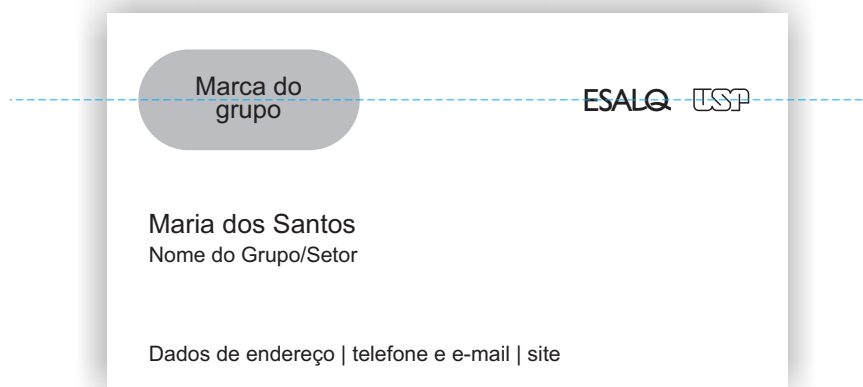 Marca do
grupo
ESALQ USP
Maria dos Santos
Nome do Grupo/Setor
Dados de endereço | telefone e e-mail | site